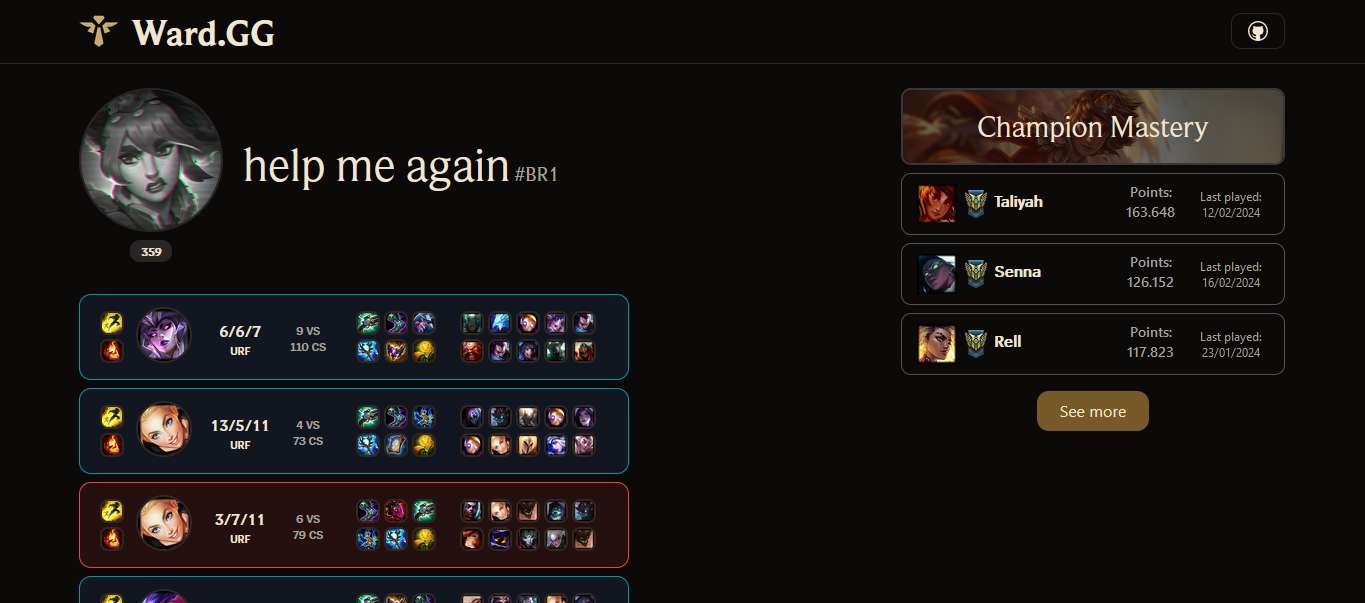 Ward.GG
help me again #BR1
359
6/6/7
URF
9 VS
110 CS
13/5/11
URF
4 VS
73 CS
3/7/11
URF
6 VS
79 CS
Champion Mastery
Taliyah
Points:
163.648
Last played:
12/02/2024
Senna
Points:
126.152
Last played:
16/02/2024
Rell
Points:
117.823
Last played:
23/01/2024
See more